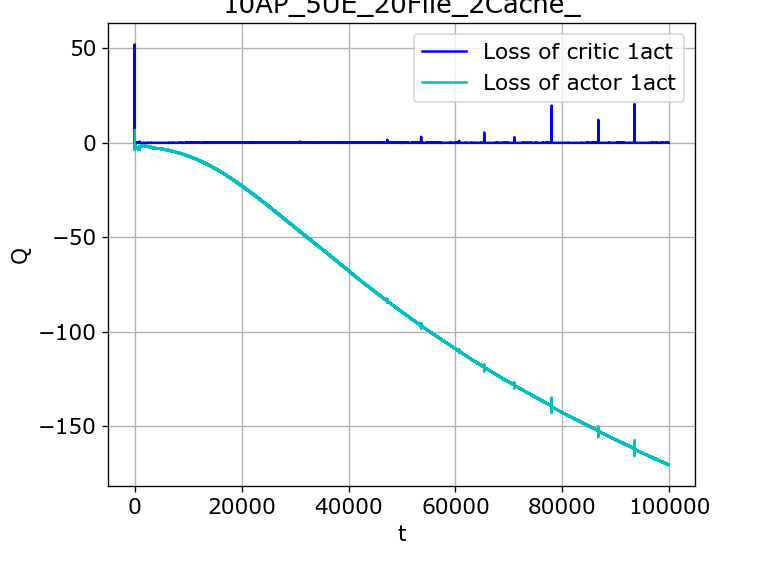 10AP_5UE_20File_2Cache_
Loss of critic 1act
Loss of actor 1act
50
0
−50
−100
−150
Q
0 20000 40000 60000 80000 100000
t